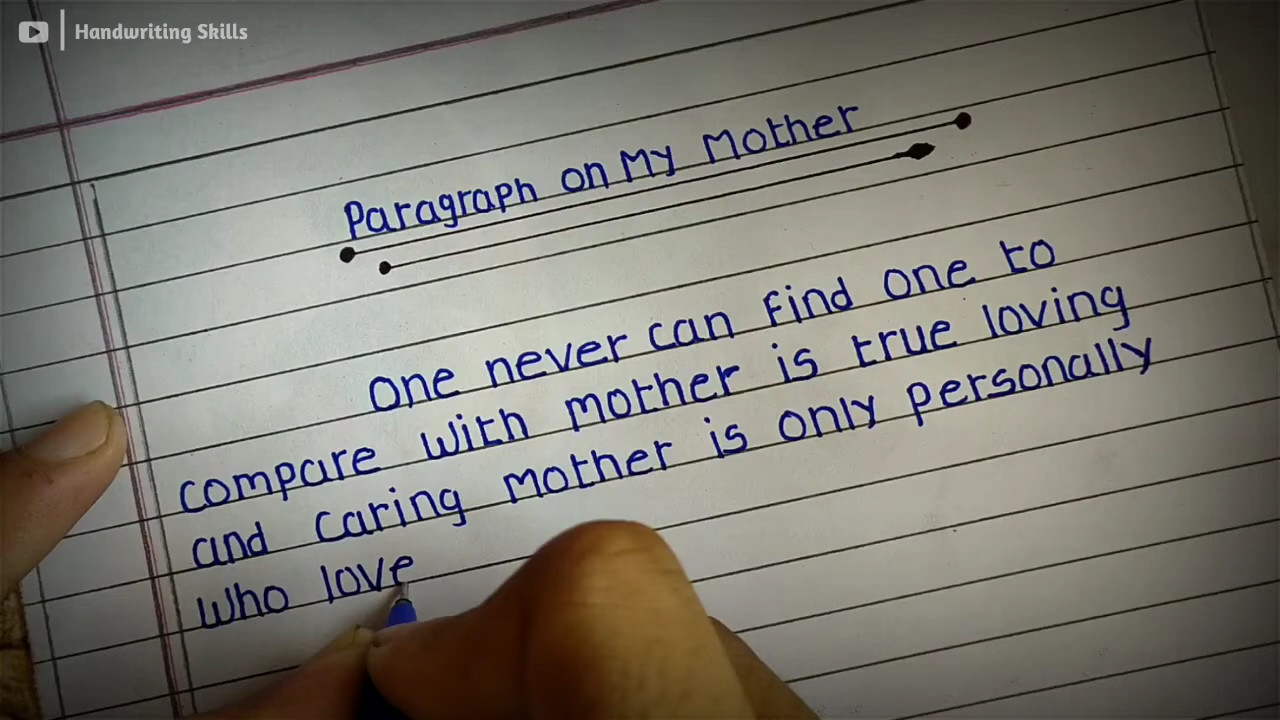 Handwriting Skills
Paragraph on My Mother
one never can find one to
compare with mother is true loving
and caring mother is only personally
who love